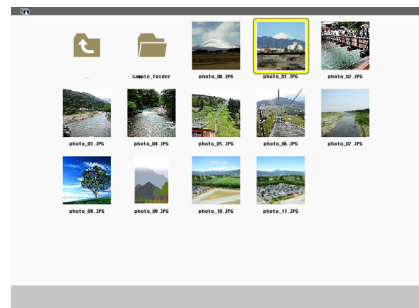 ..
sample_folder
photo_00.JPG
photo_01.JPG
photo_02.JPG
photo_03.JPG
photo_04.JPG
photo_05.JPG
photo_06.JPG
photo_07.JPG
photo_08.JPG
photo_09.JPG
photo_10.JPG
photo_11.JPG